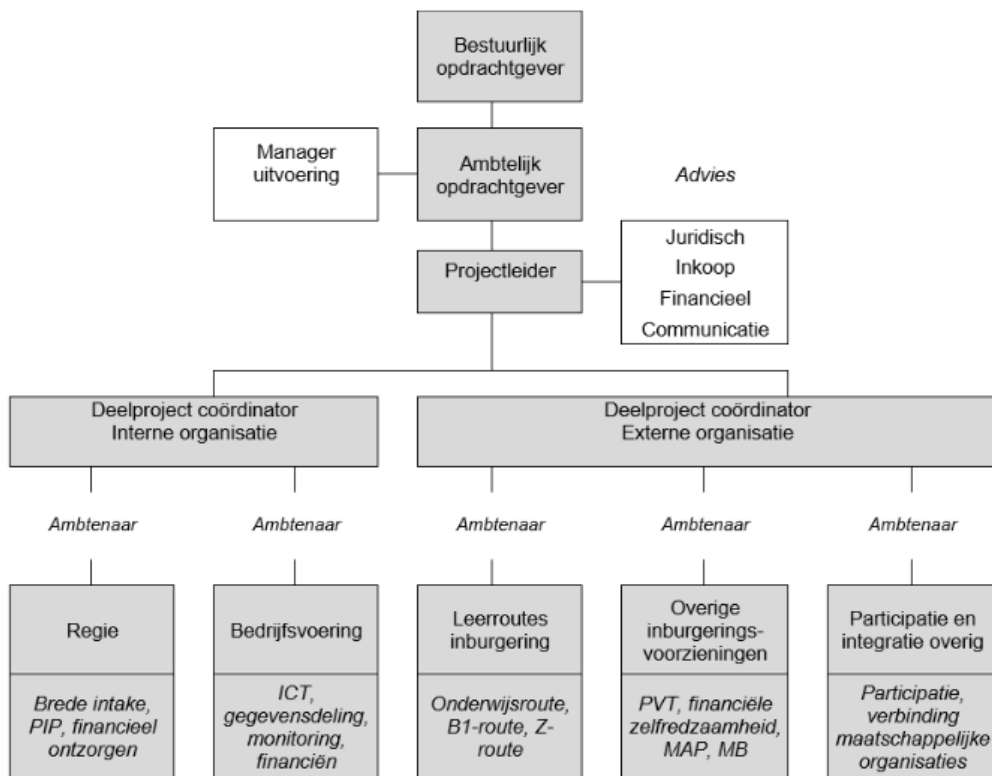 Bestuurlijk
opdrachtgever
Manager
uitvoering
Ambtelijk
opdrachtgever
Advies
Projectleider
Juridisch
Inkoop
Financieel
Communicatie
Deelproject coördinator
Interne organisatie
Deelproject coördinator
Externe organisatie
Ambtenaar
Ambtenaar
Ambtenaar
Ambtenaar
Ambtenaar
Regie
Brede intake,
PIP, financieel
ontzorgen
Bedrijfsvoering
ICT,
gegevensdeling,
monitoring,
financiën
Leerroutes
inburgering
Onderwijsroute,
B1-route, Z-
route
Overige
inburgerings-
voorzieningen
PVT, financiële
zelfredzaamheid,
MAP, MB
Participatie en
integratie overig
Participatie,
verbinding
maatschappelijke
organisaties